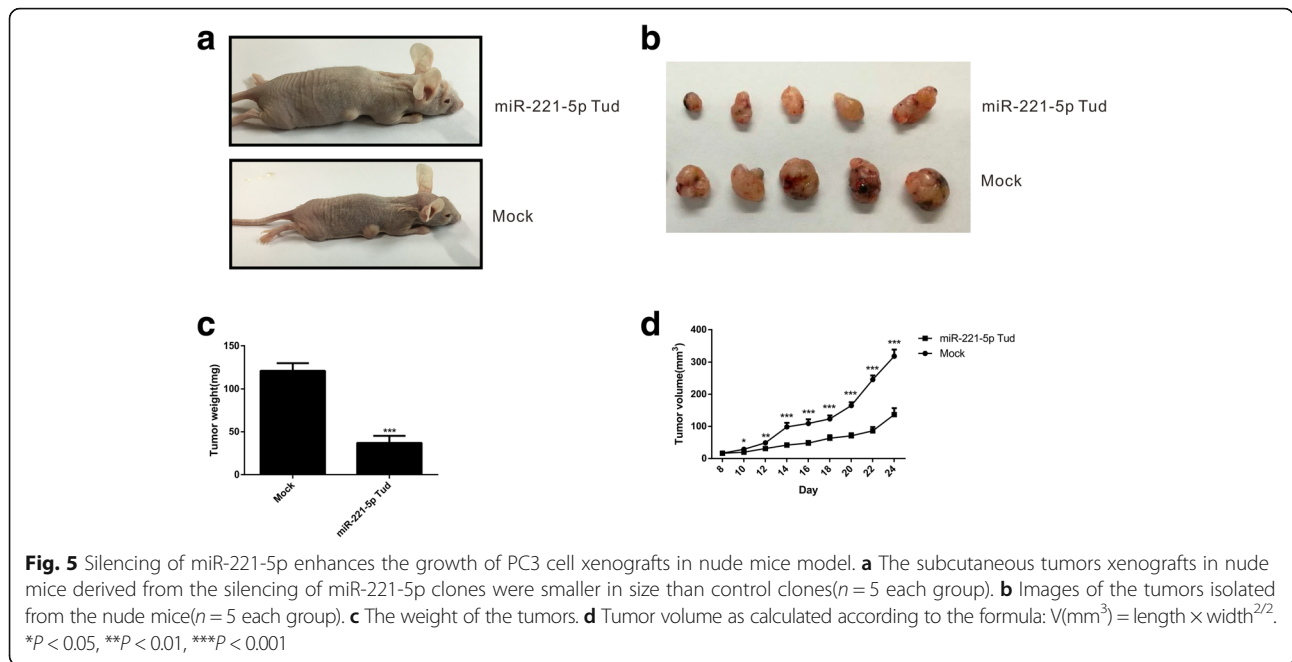 a
miR-221-5p Tud
Mock
b
miR-221-5p Tud
Mock
c
Tumor weight(mg)
150
100
50
0
***
Mock
miR-221-5p Tud
d
Tumor volume(mm³)
400
300
200
100
0
*
**
***
***
***
***
***
***
8
10
12
14
16
18
20
22
24
Day
miR-221-5p Tud
Mock
Fig. 5 Silencing of miR-221-5p enhances the growth of PC3 cell xenografts in nude mice model. a The subcutaneous tumors xenografts in nude
mice derived from the silencing of miR-221-5p clones were smaller in size than control clones(n = 5 each group). b Images of the tumors isolated
from the nude mice(n = 5 each group). c The weight of the tumors. d Tumor volume as calculated according to the formula: V(mm³) = length × width²/².
*P < 0.05, **P < 0.01, ***P < 0.001